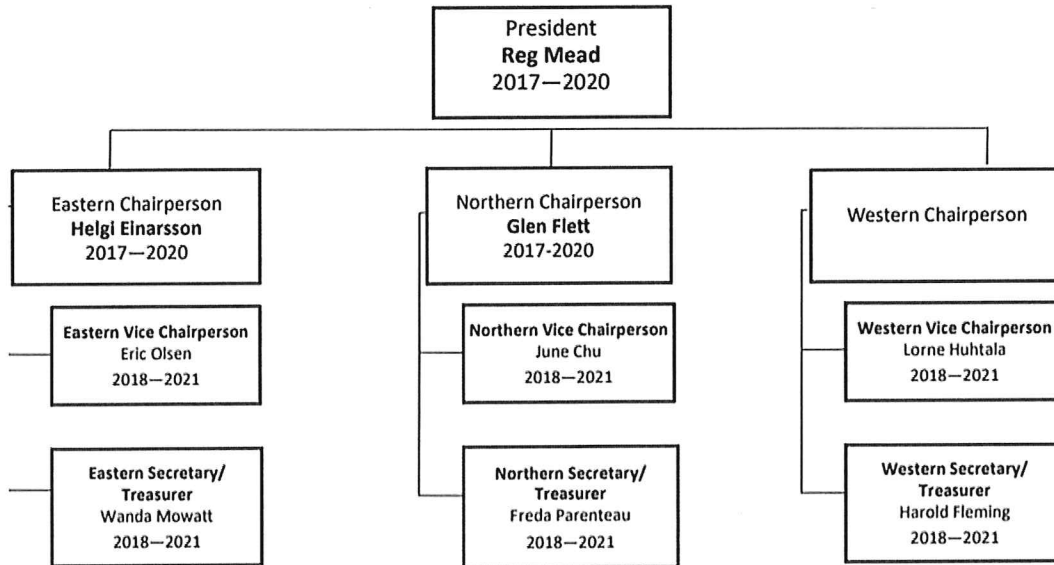 President
Reg Mead
2017—2020
Eastern Chairperson
Helgi Einarsson
2017—2020
Northern Chairperson
Glen Flett
2017-2020
Western Chairperson
Eastern Vice Chairperson
Eric Olsen
2018—2021
Northern Vice Chairperson
June Chu
2018—2021
Western Vice Chairperson
Lorne Huhtala
2018—2021
Eastern Secretary/
Treasurer
Wanda Mowatt
2018—2021
Northern Secretary/
Treasurer
Freda Parenteau
2018—2021
Western Secretary/
Treasurer
Harold Fleming
2018—2021